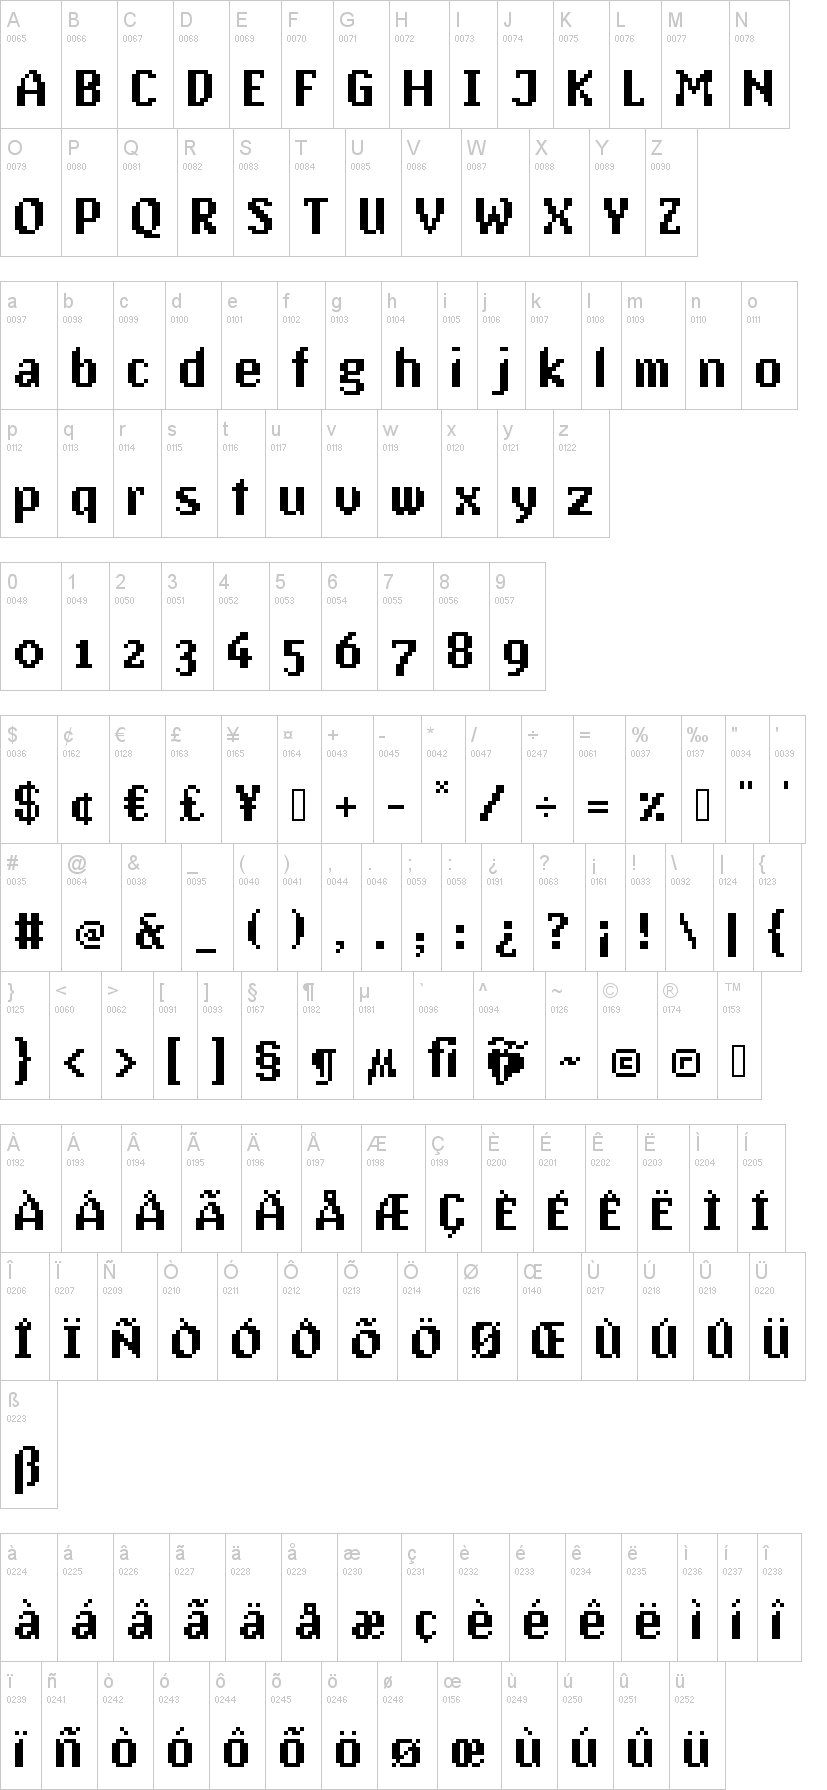 A B C D E F G H I J K L M N
0065 0066 0067 0068 0069 0070 0071 0072 0073 0074 0075 0076 0077 0078
A B C D E F G H I J K L M N
O P Q R S T U V W X Y Z
0079 0080 0081 0082 0083 0084 0085 0086 0087 0088 0089 0090
O P Q R S T U V W X Y Z
a b c d e f g h i j k l m n o
0097 0098 0099 0100 0101 0102 0103 0104 0105 0106 0107 0108 0109 0110 0111
a b c d e f g h i j k l m n o
p q r s t u v w x y z
0112 0113 0114 0115 0116 0117 0118 0119 0120 0121 0122
p q r s t u v w x y z
0 1 2 3 4 5 6 7 8 9
0048 0049 0050 0051 0052 0053 0054 0055 0056 0057
0 1 2 3 4 5 6 7 8 9
$ ¢ € £ ¥ ¤ + - * / ÷ = % ‰ " '
0036 0162 0128 0163 0165 0164 0043 0045 0042 0047 0247 0061 0037 0137 0034 0039
$ ¢ € £ ¥ + - * / ÷ = % " '
# @ & _ ( ) , . ; : ¿ ? ¡ ! \ | {
0035 0064 0038 0095 0040 0041 0044 0046 0059 0058 0191 0063 0161 0033 0092 0124 0123
# @ & _ ( ) , . ; : ¿ ? ¡ ! \ | {
} < > [ ] § ¶ µ ` ^ ~ © ® ™
0125 0060 0062 0091 0093 0167 0182 0181 0096 0094 0126 0169 0174 0153
} < > [ ] § ¶ µ fi ~ © ®
À Á Â Ã Ä Å Æ Ç È É Ê Ë Ì Í
0192 0193 0194 0195 0196 0197 0198 0199 0200 0201 0202 0203 0204 0205
À Á Â Ã Ä Å Æ Ç È É Ê Ë Ì Í
Î Ï Ñ Ò Ó Ô Õ Ö Ø Œ Ù Ú Û Ü
0206 0207 0209 0210 0211 0212 0213 0214 0216 0140 0217 0218 0219 0220
Î Ï Ñ Ò Ó Ô Õ Ö Ø Œ Ù Ú Û Ü
ß
0223
ß
à á â ã ä å æ ç è é ê ë ì í î
0224 0225 0226 0227 0228 0229 0230 0231 0232 0233 0234 0235 0236 0237 0238
à á â ã ä å æ ç è é ê ë ì í î
ï ñ ò ó ô õ ö ø œ ù ú û ü
0239 0241 0242 0243 0244 0245 0246 0248 0156 0249 0250 0251 0252
ï ñ ò ó ô õ ö ø œ ù ú û ü